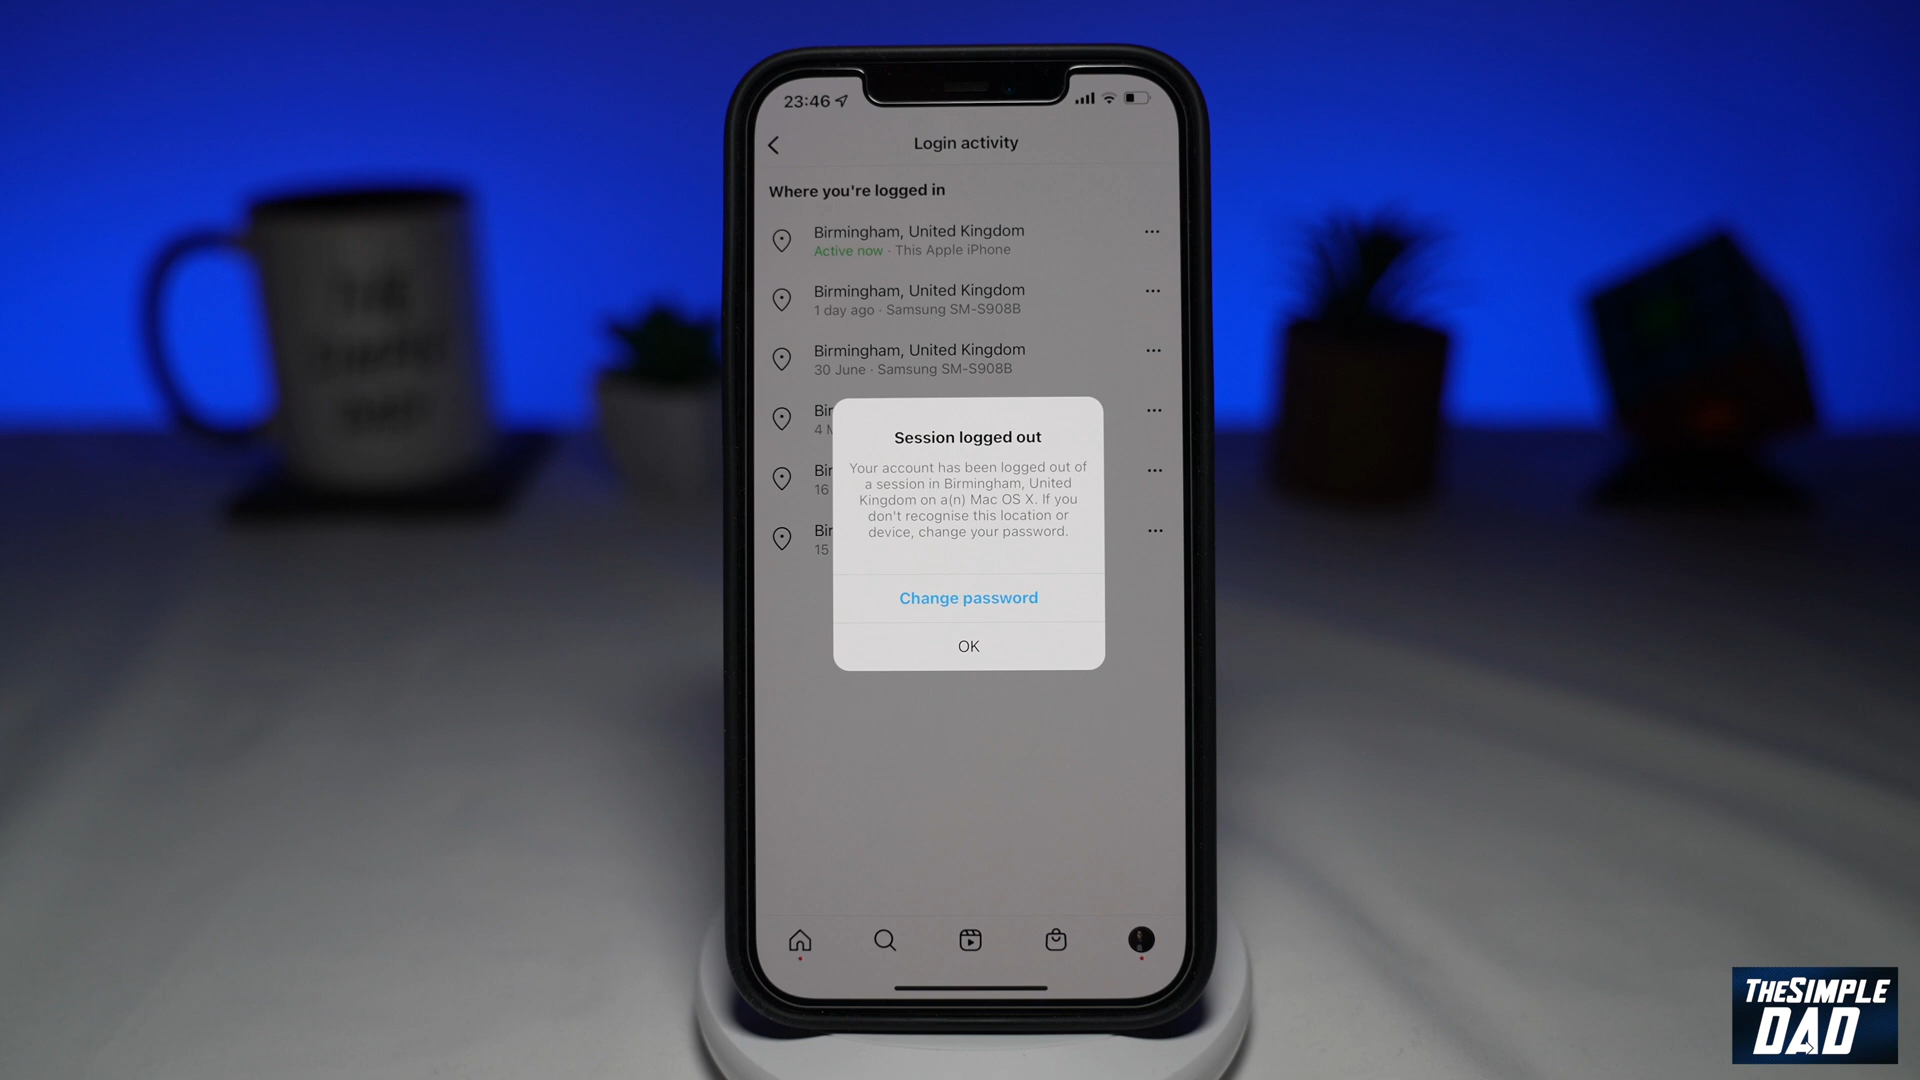 23:46
Login activity
Where you're logged in
Birmingham, United Kingdom
Active now · This Apple iPhone
Birmingham, United Kingdom
1 day ago · Samsung SM-S908B
Birmingham, United Kingdom
30 June · Samsung SM-S908B
Bir
4 M
Bir
16
Bir
15
Session logged out
Your account has been logged out of
a session in Birmingham, United
Kingdom on a(n) Mac OS X. If you
don't recognise this location or
device, change your password.
Change password
OK
THESIMPLE
DAD